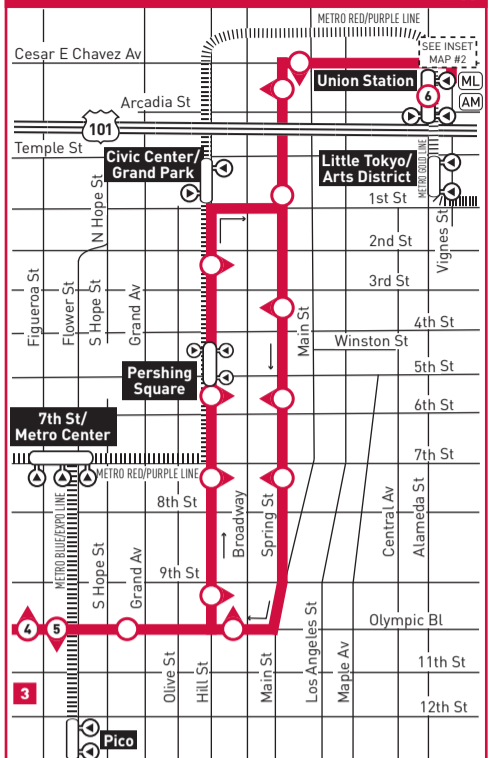 METRO RED/PURPLE LINE
Cesar E Chavez Av
SEE INSET
MAP #2
Union Station
ML
6
AM
Arcadia St
101
Temple St
Civic Center/
Grand Park
Little Tokyo/
Arts District
METRO GOLD LINE
1st St
N Hope St
2nd St
Vignes St
3rd St
Figueroa St
Flower St
S Hope St
Grand Av
Main St
4th St
Winston St
5th St
Pershing
Square
6th St
7th St/
Metro Center
7th St
METRO RED/PURPLE LINE
METRO BLUE/EXPO LINE
8th St
Broadway
Spring St
Central Av
Alameda St
S Hope St
Grand Av
9th St
4
5
Olympic Bl
Olive St
Hill St
Main St
Los Angeles St
Maple Av
11th St
3
12th St
Pico